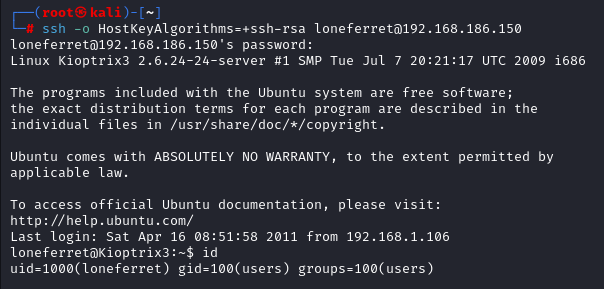 ┌──(root㉿kali)-[~]
└─# ssh -o HostKeyAlgorithms=+ssh-rsa loneferret@192.168.186.150
loneferret@192.168.186.150's password:
Linux Kioptrix3 2.6.24-24-server #1 SMP Tue Jul 7 20:21:17 UTC 2009 i686

The programs included with the Ubuntu system are free software;
the exact distribution terms for each program are described in the
individual files in /usr/share/doc/*/copyright.

Ubuntu comes with ABSOLUTELY NO WARRANTY, to the extent permitted by
applicable law.

To access official Ubuntu documentation, please visit:
http://help.ubuntu.com/
Last login: Sat Apr 16 08:51:58 2011 from 192.168.1.106
loneferret@Kioptrix3:~$ id
uid=1000(loneferret) gid=100(users) groups=100(users)